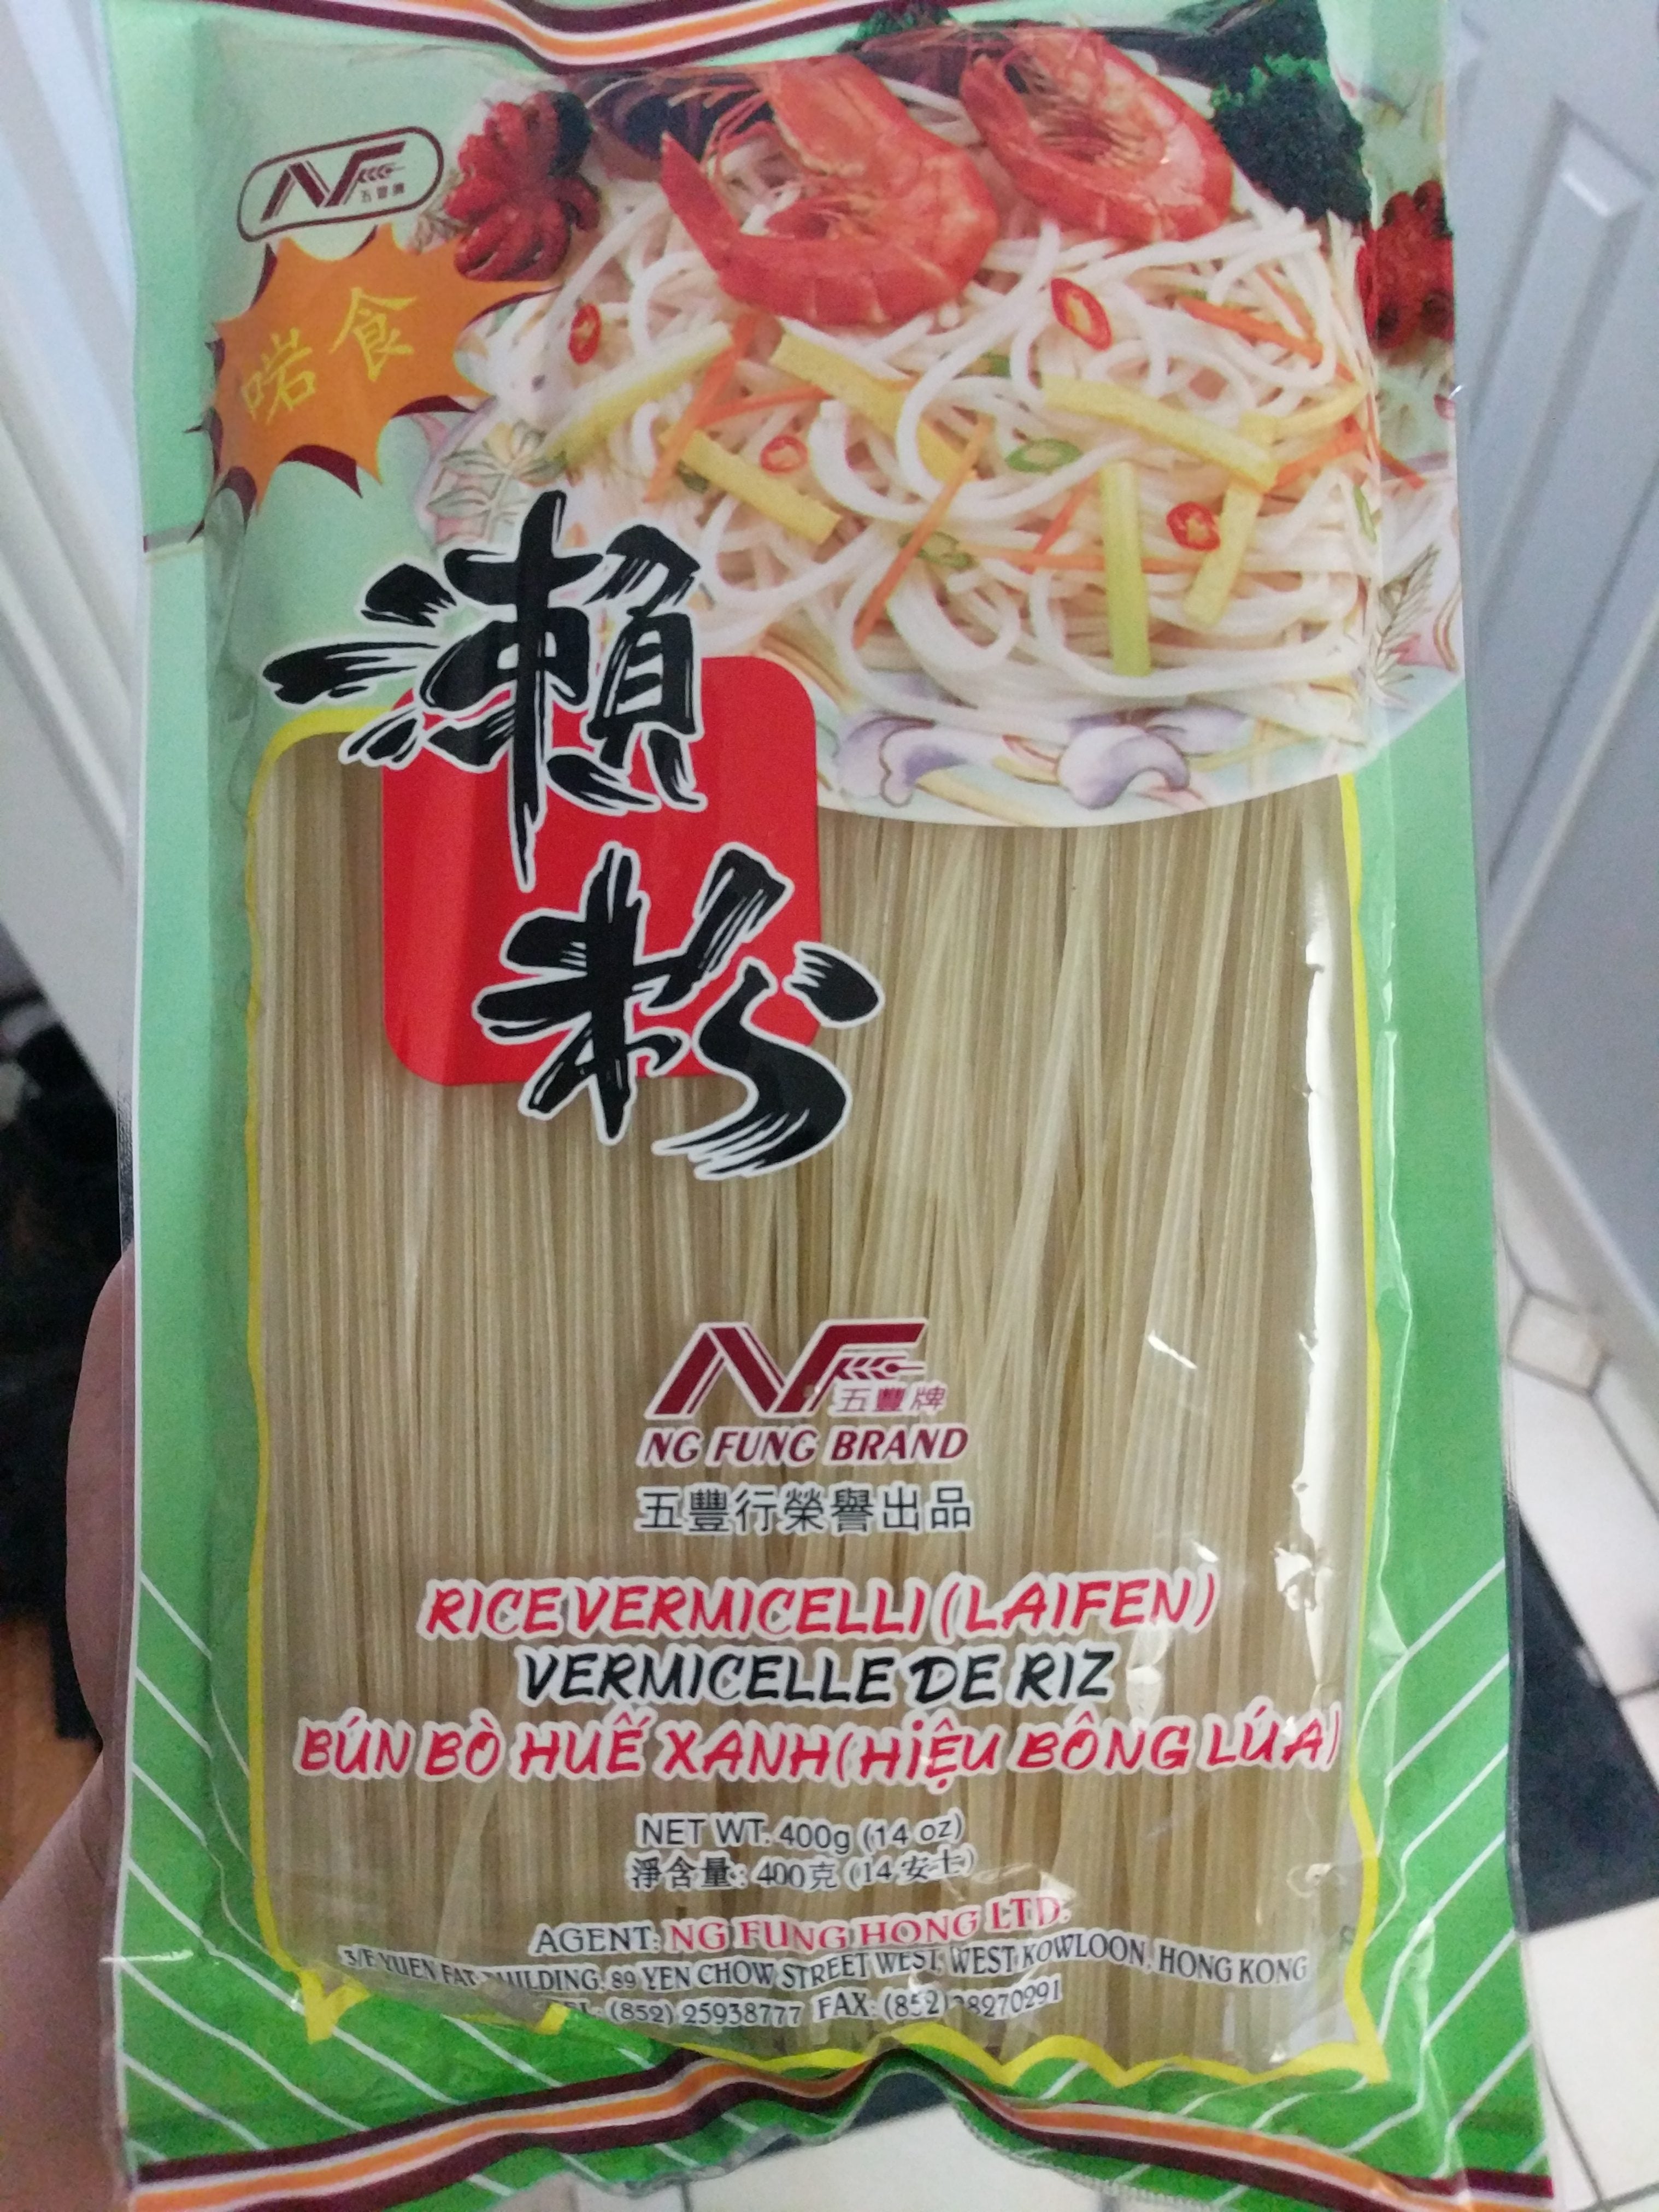 NF
五豐牌
啱食
瀨粉
NF
五豐牌
NG FUNG BRAND
五豐行榮譽出品
RICE VERMICELLI (LAIFEN)
VERMICELLE DE RIZ
BÚN BÒ HUẾ XANH (HIỆU BÔNG LÚA)
NET WT. 400g (14 oz)
淨含量: 400克 (14安士)
AGENT: NG FUNG HONG LTD.
3/F YUEN FAT BUILDING, 89 YEN CHOW STREET WEST, WEST KOWLOON, HONG KONG
TEL: (852) 25938777 FAX: (852) 28270291